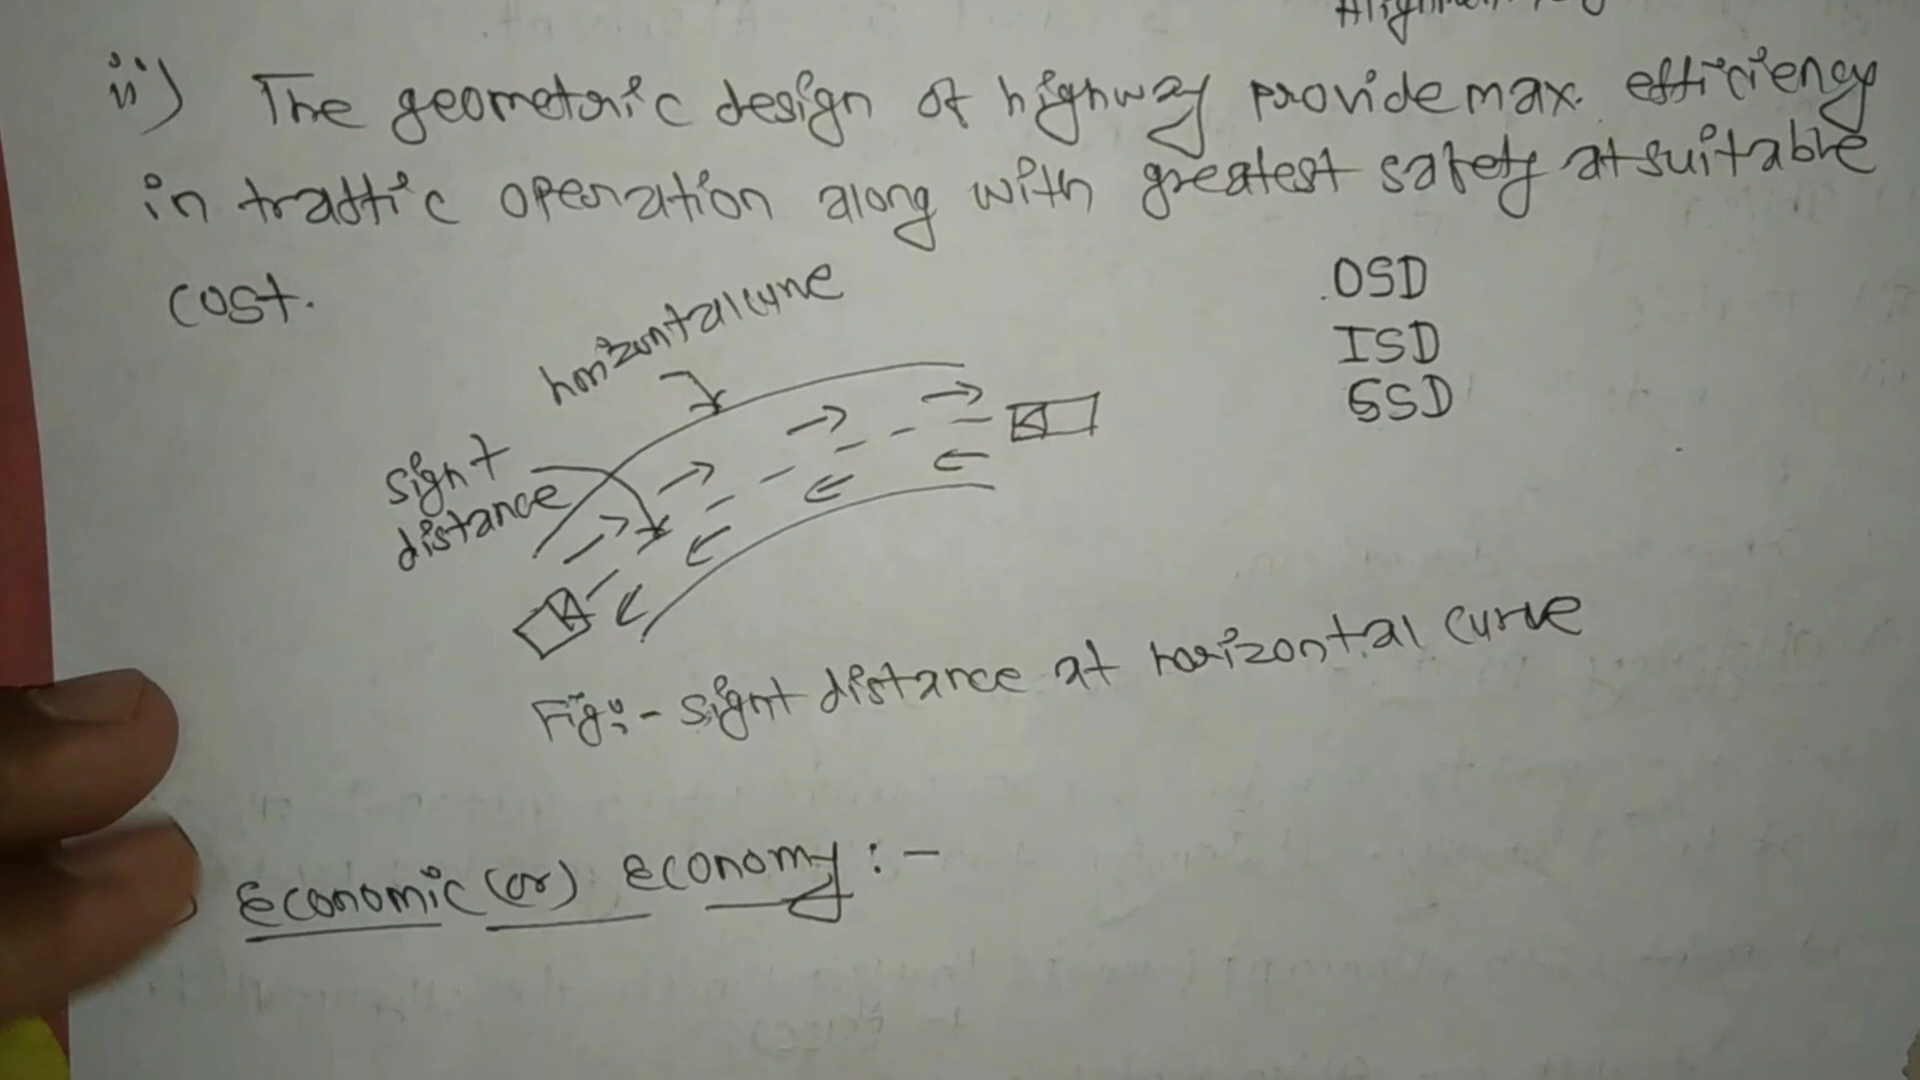 ii) The geometric design of highway provide max. efficiency
in traffic operation along with greatest safety at suitable
cost.
horizontal curve
OSD
ISD
SSD
sight
distance
Fig:- sight distance at horizontal curve
Economic (or) economy :-